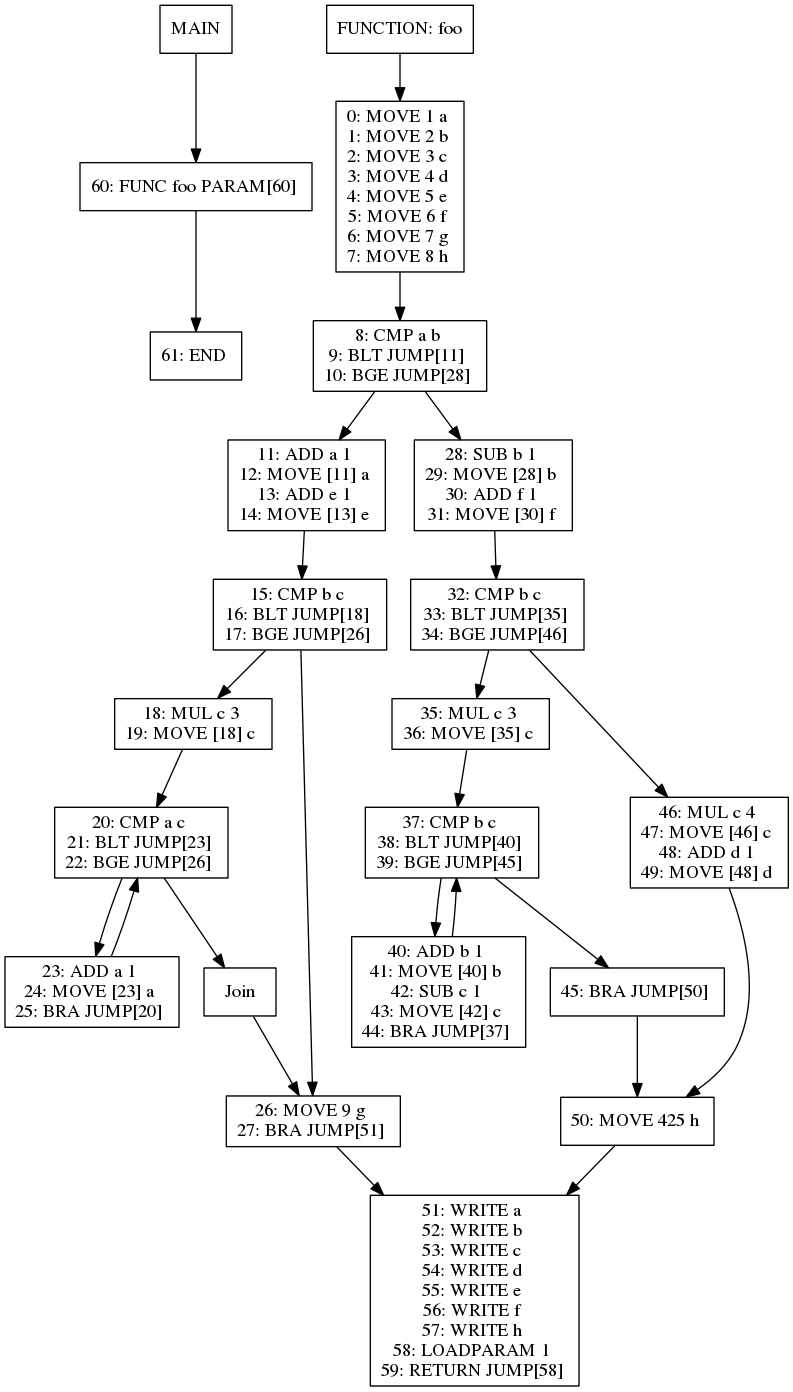 MAIN
FUNCTION: foo
0: MOVE 1 a
1: MOVE 2 b
2: MOVE 3 c
3: MOVE 4 d
4: MOVE 5 e
5: MOVE 6 f
6: MOVE 7 g
7: MOVE 8 h
60: FUNC foo PARAM[60]
61: END
8: CMP a b
9: BLT JUMP[11]
10: BGE JUMP[28]
11: ADD a 1
12: MOVE [11] a
13: ADD e 1
14: MOVE [13] e
28: SUB b 1
29: MOVE [28] b
30: ADD f 1
31: MOVE [30] f
15: CMP b c
16: BLT JUMP[18]
17: BGE JUMP[26]
32: CMP b c
33: BLT JUMP[35]
34: BGE JUMP[46]
18: MUL c 3
19: MOVE [18] c
35: MUL c 3
36: MOVE [35] c
20: CMP a c
21: BLT JUMP[23]
22: BGE JUMP[26]
37: CMP b c
38: BLT JUMP[40]
39: BGE JUMP[45]
46: MUL c 4
47: MOVE [46] c
48: ADD d 1
49: MOVE [48] d
23: ADD a 1
24: MOVE [23] a
25: BRA JUMP[20]
Join
40: ADD b 1
41: MOVE [40] b
42: SUB c 1
43: MOVE [42] c
44: BRA JUMP[37]
45: BRA JUMP[50]
26: MOVE 9 g
27: BRA JUMP[51]
50: MOVE 425 h
51: WRITE a
52: WRITE b
53: WRITE c
54: WRITE d
55: WRITE e
56: WRITE f
57: WRITE h
58: LOADPARAM 1
59: RETURN JUMP[58]